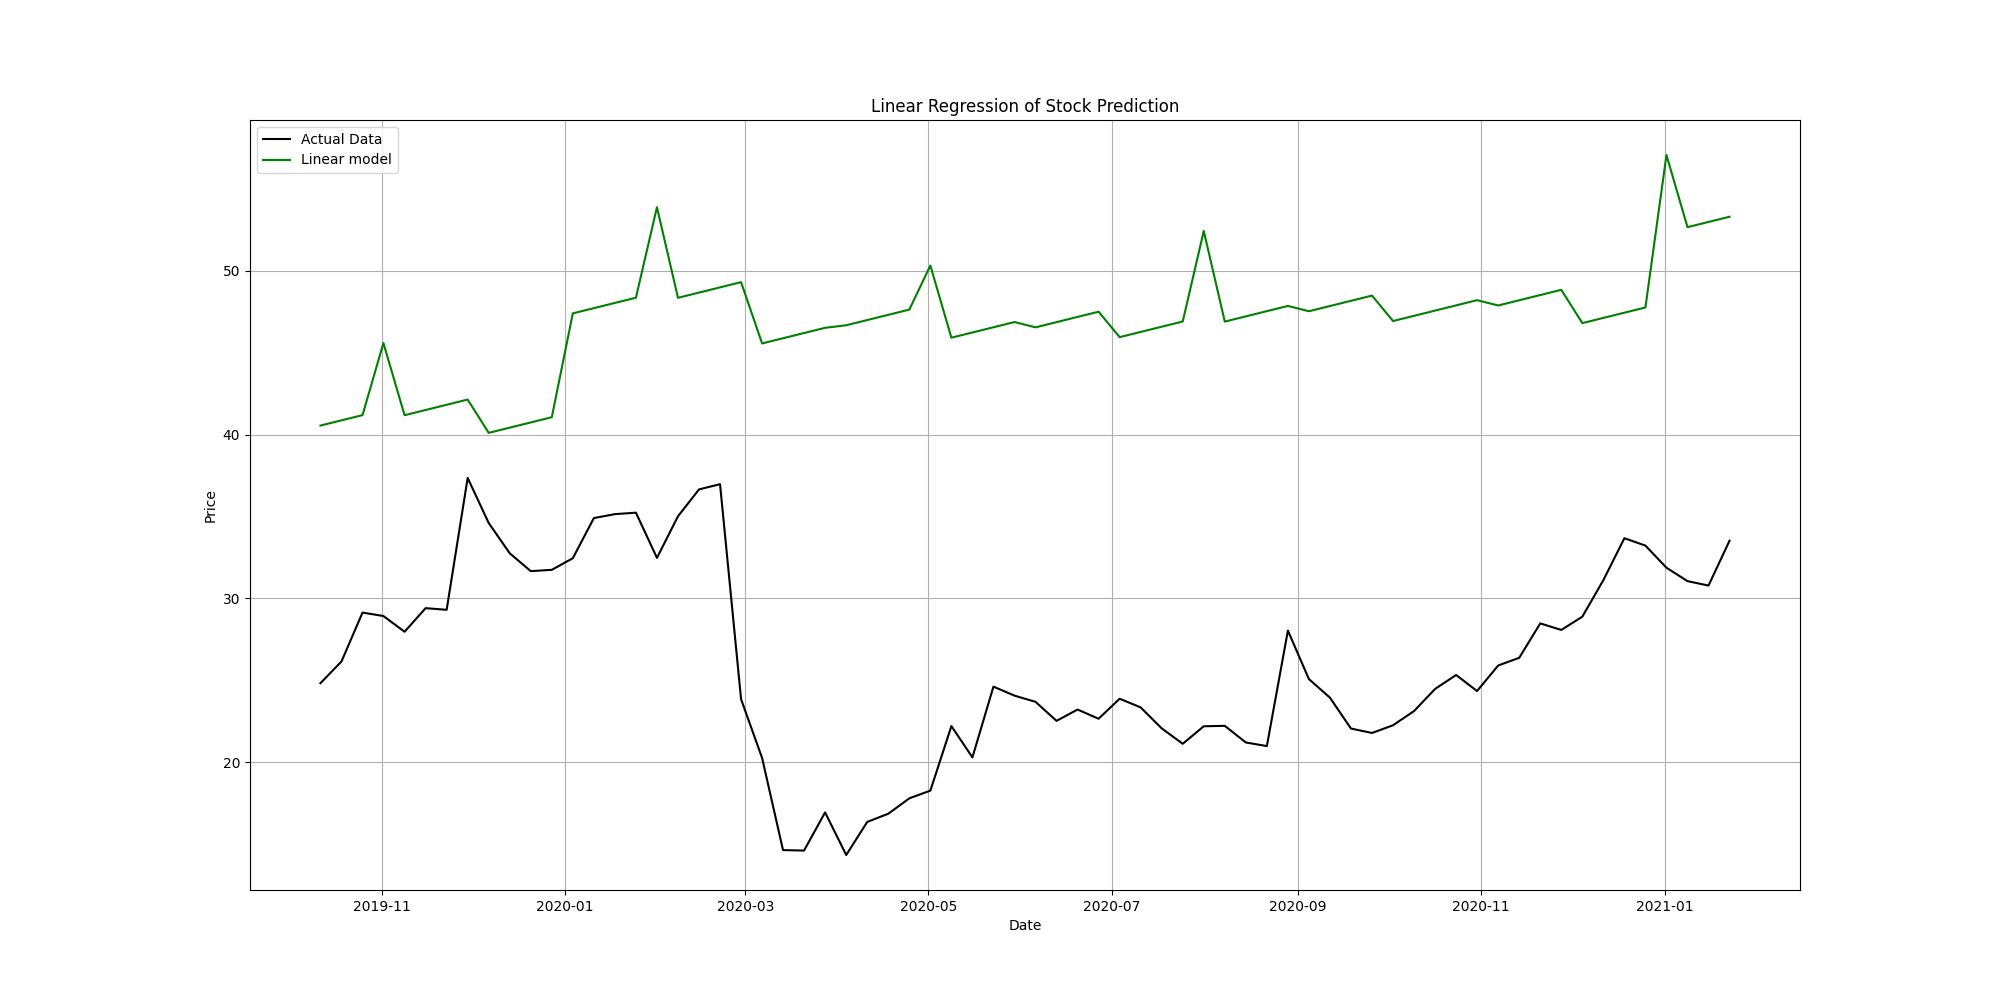 Linear Regression of Stock Prediction
Actual Data
Linear model
50
40
30
20
Price
2019-11 2020-01 2020-03 2020-05 2020-07 2020-09 2020-11 2021-01
Date